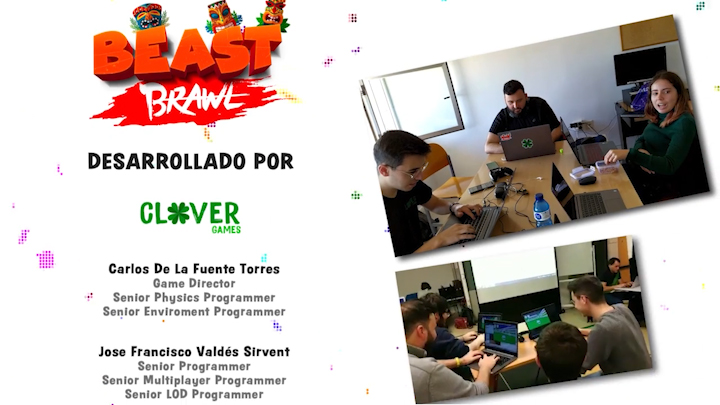 BEAST
BRAWL
DESARROLLADO POR
CLOVER
GAMES
Carlos De La Fuente Torres
Game Director
Senior Physics Programmer
Senior Enviroment Programmer
Jose Francisco Valdés Sirvent
Senior Programmer
Senior Multiplayer Programmer
Senior LOD Programmer